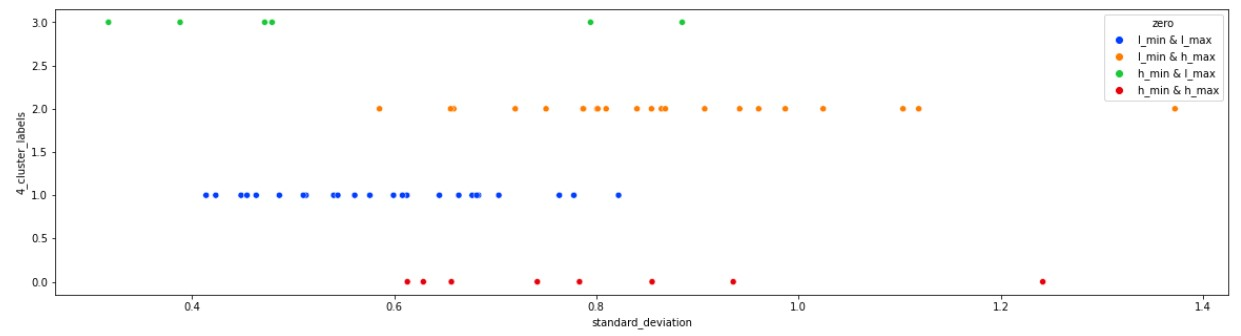 3.0
2.5
2.0
1.5
1.0
0.5
0.0
4_cluster_labels
0.4 0.6 0.8 1.0 1.2 1.4
standard_deviation
zero
l_min & l_max
l_min & h_max
h_min & l_max
h_min & h_max